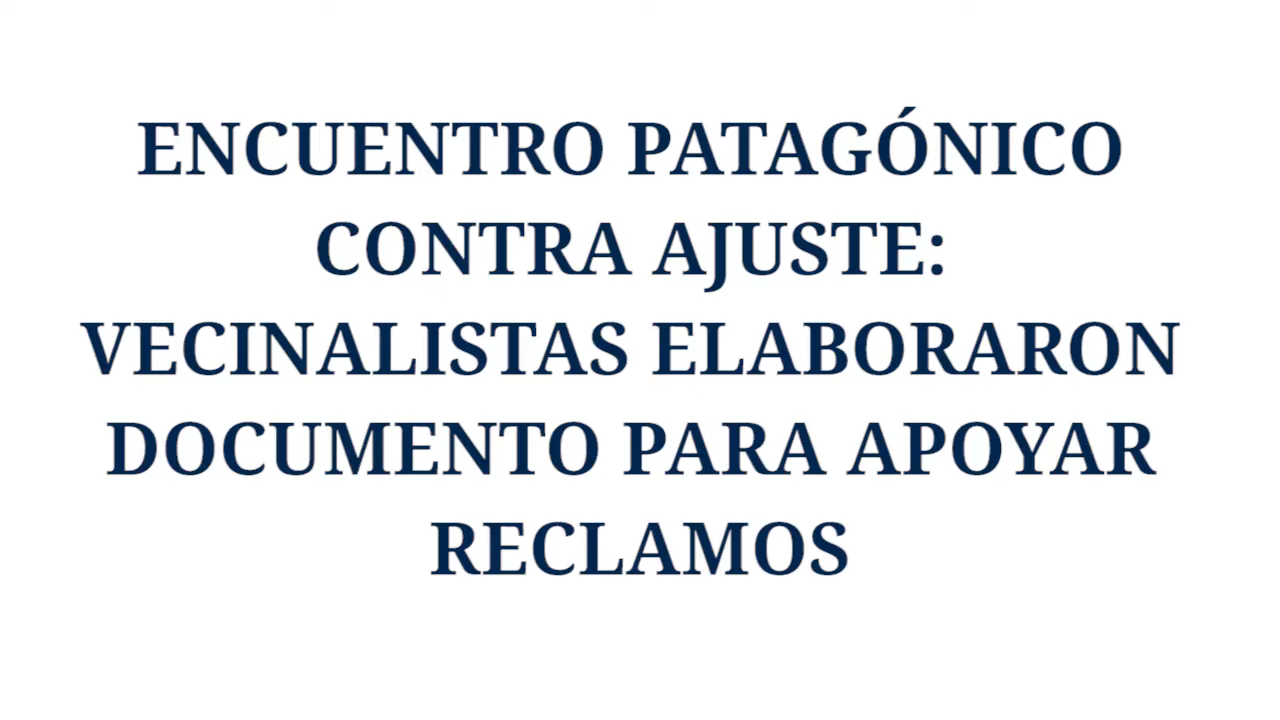 ENCUENTRO PATAGÓNICO
CONTRA AJUSTE:
VECINALISTAS ELABORARON
DOCUMENTO PARA APOYAR
RECLAMOS